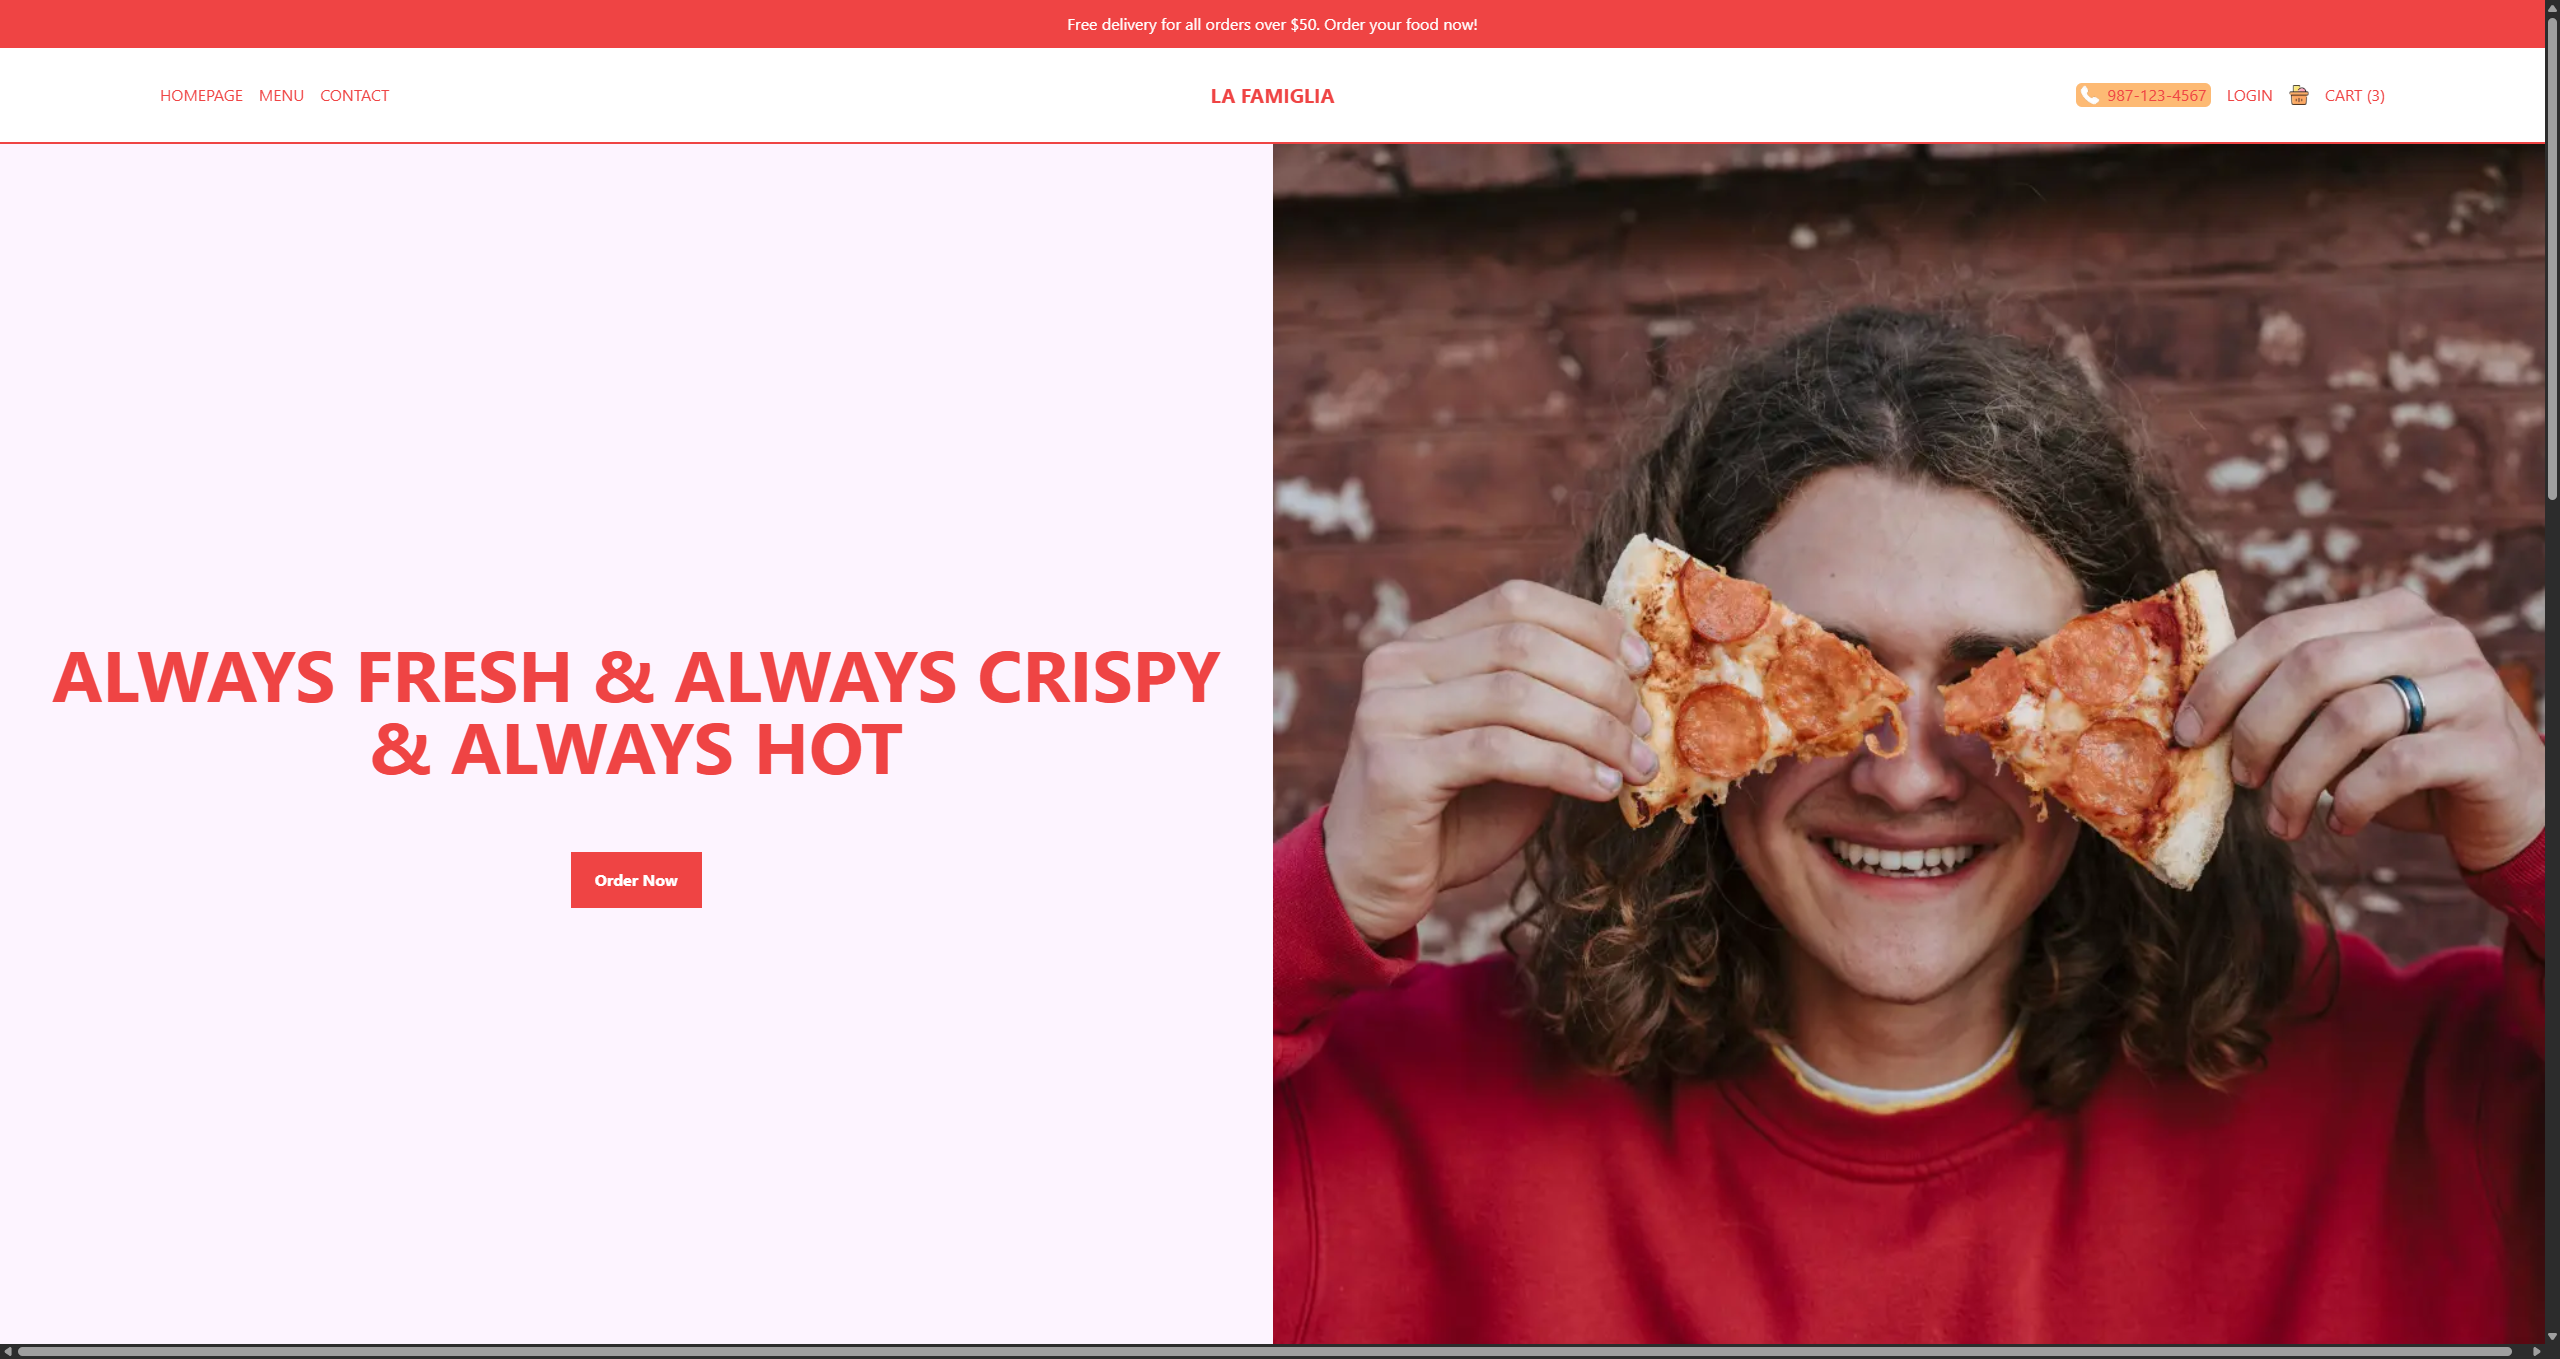 Free delivery for all orders over $50. Order your food now!
HOMEPAGE MENU CONTACT
LA FAMIGLIA
987-123-4567 LOGIN CART (3)
ALWAYS FRESH & ALWAYS CRISPY
& ALWAYS HOT
Order Now